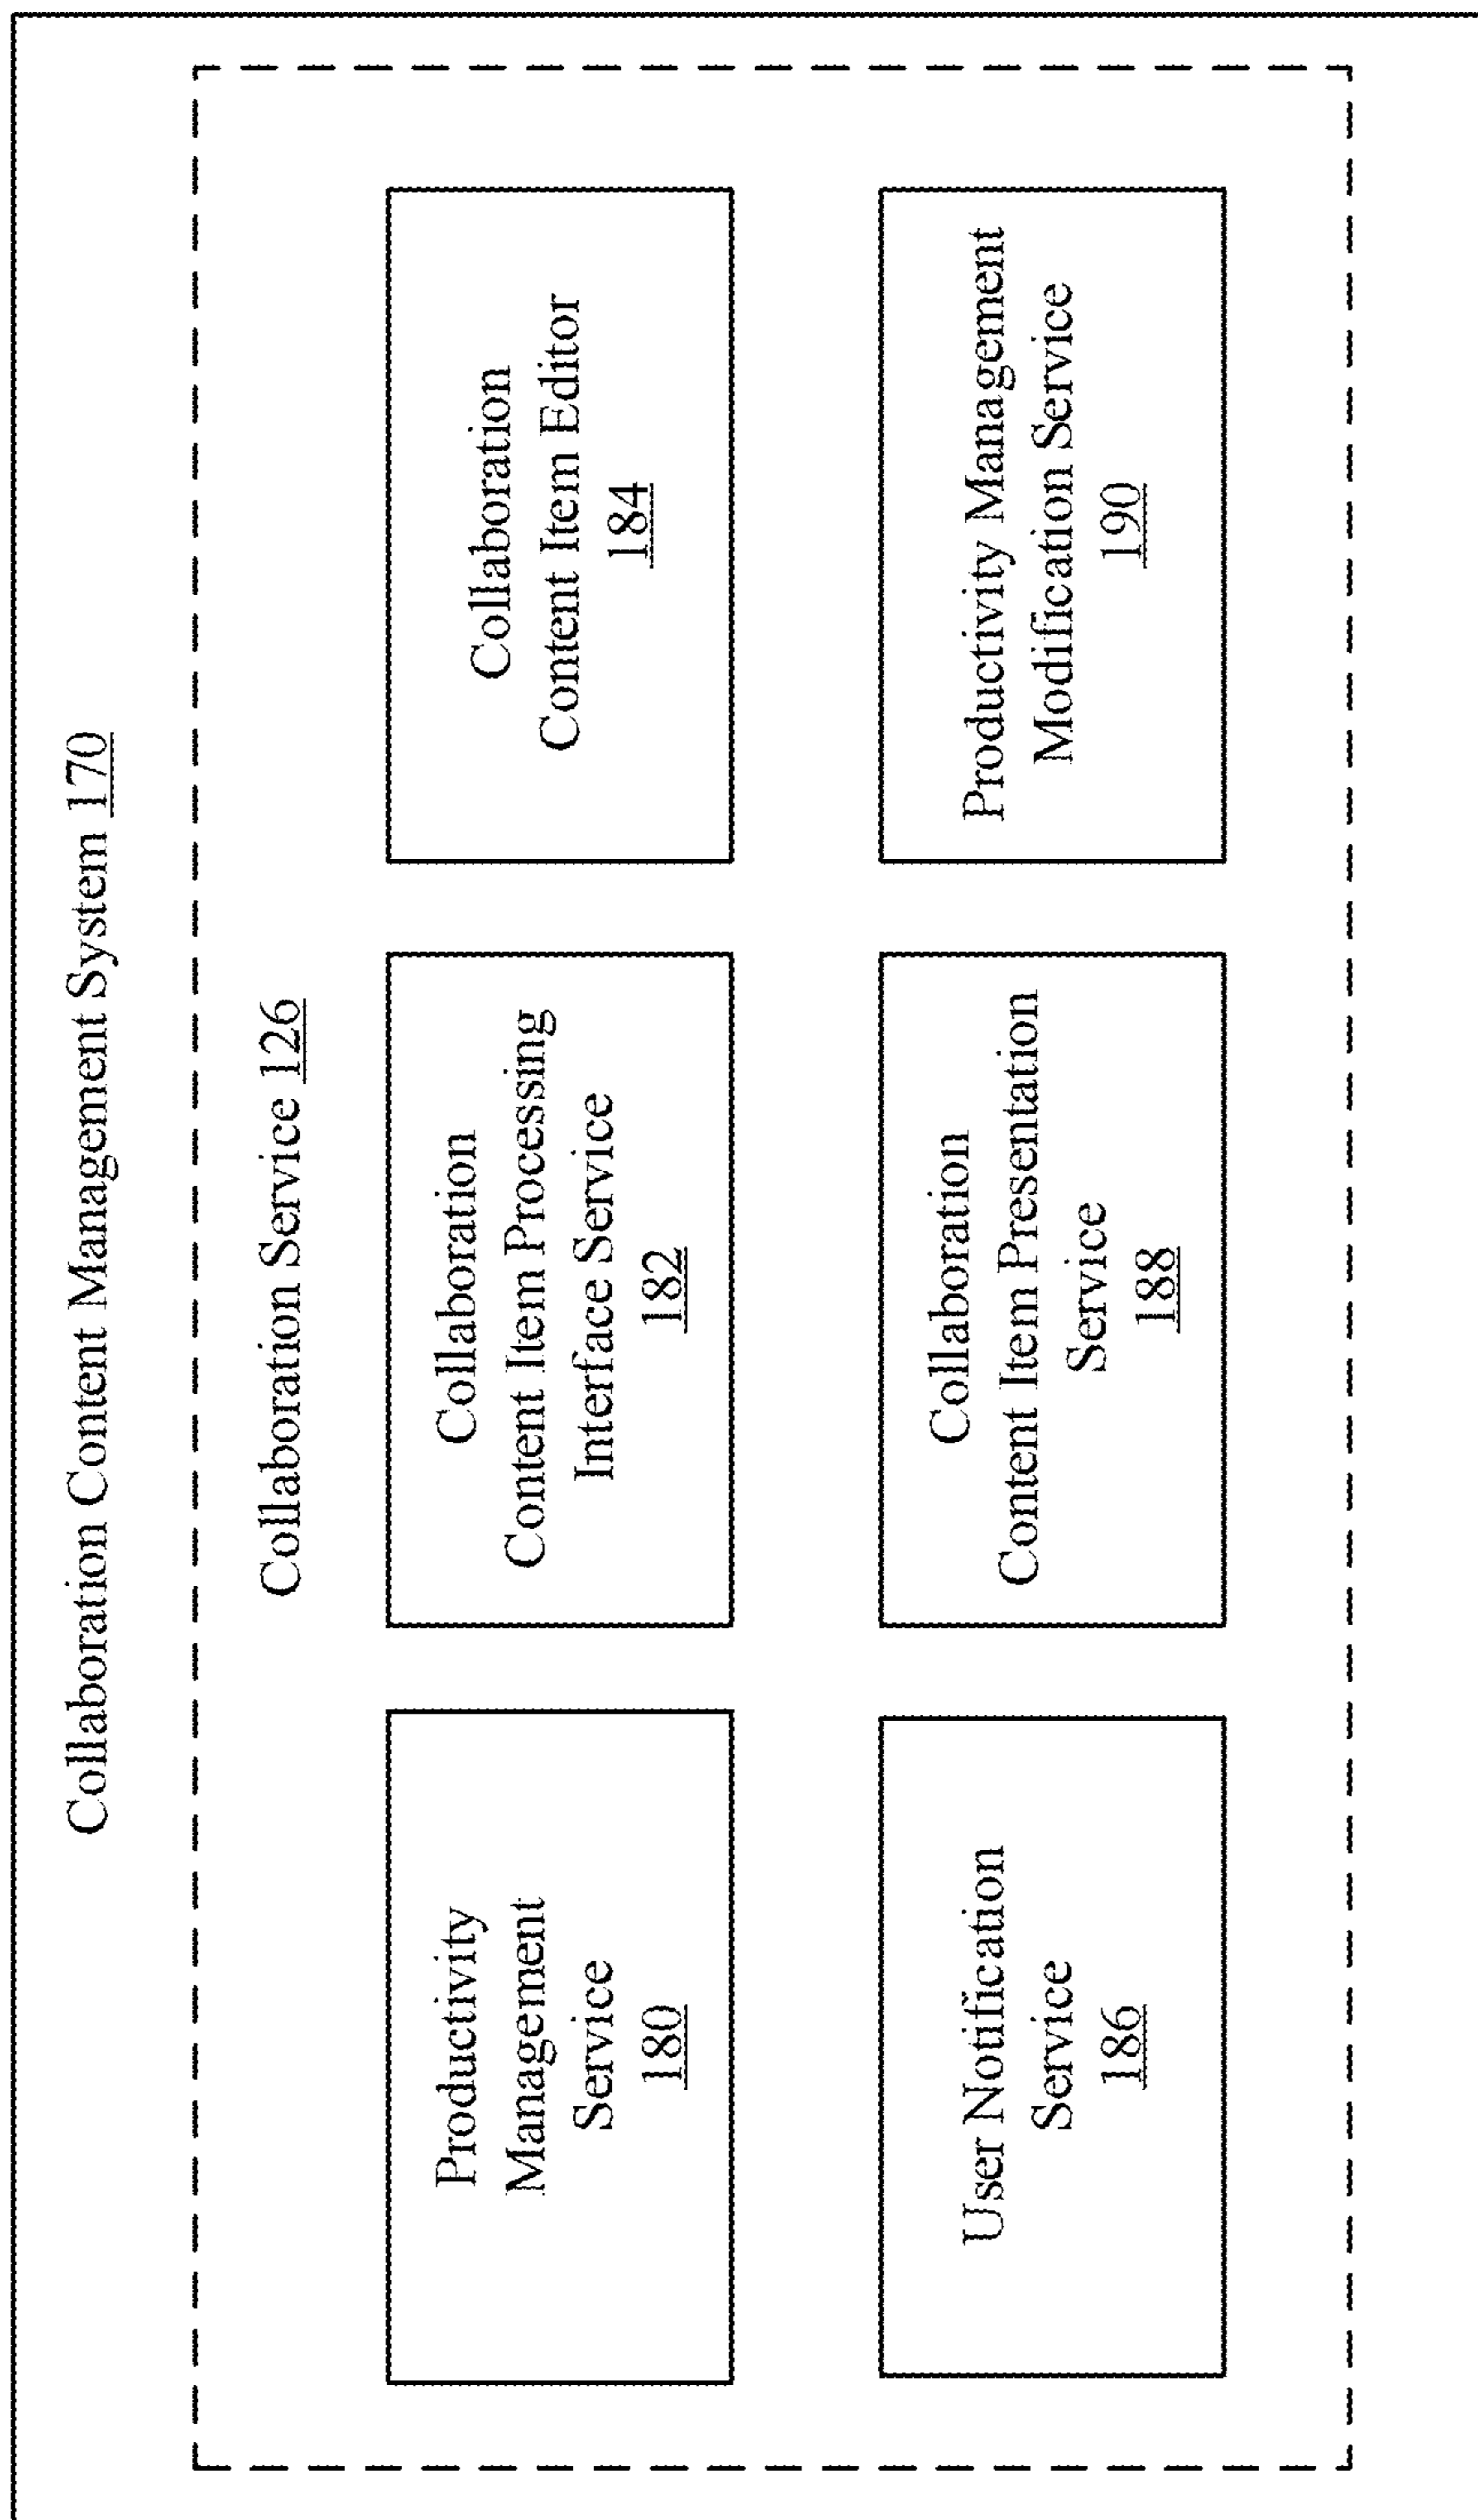 Collaboration Content Management System 170
Collaboration Service 126
Productivity
Management
Service
180
Collaboration
Content Item Processing
Interface Service
182
Collaboration
Content Item Editor
184
User Notification
Service
186
Collaboration
Content Item Presentation
Service
188
Productivity Management
Modification Service
190